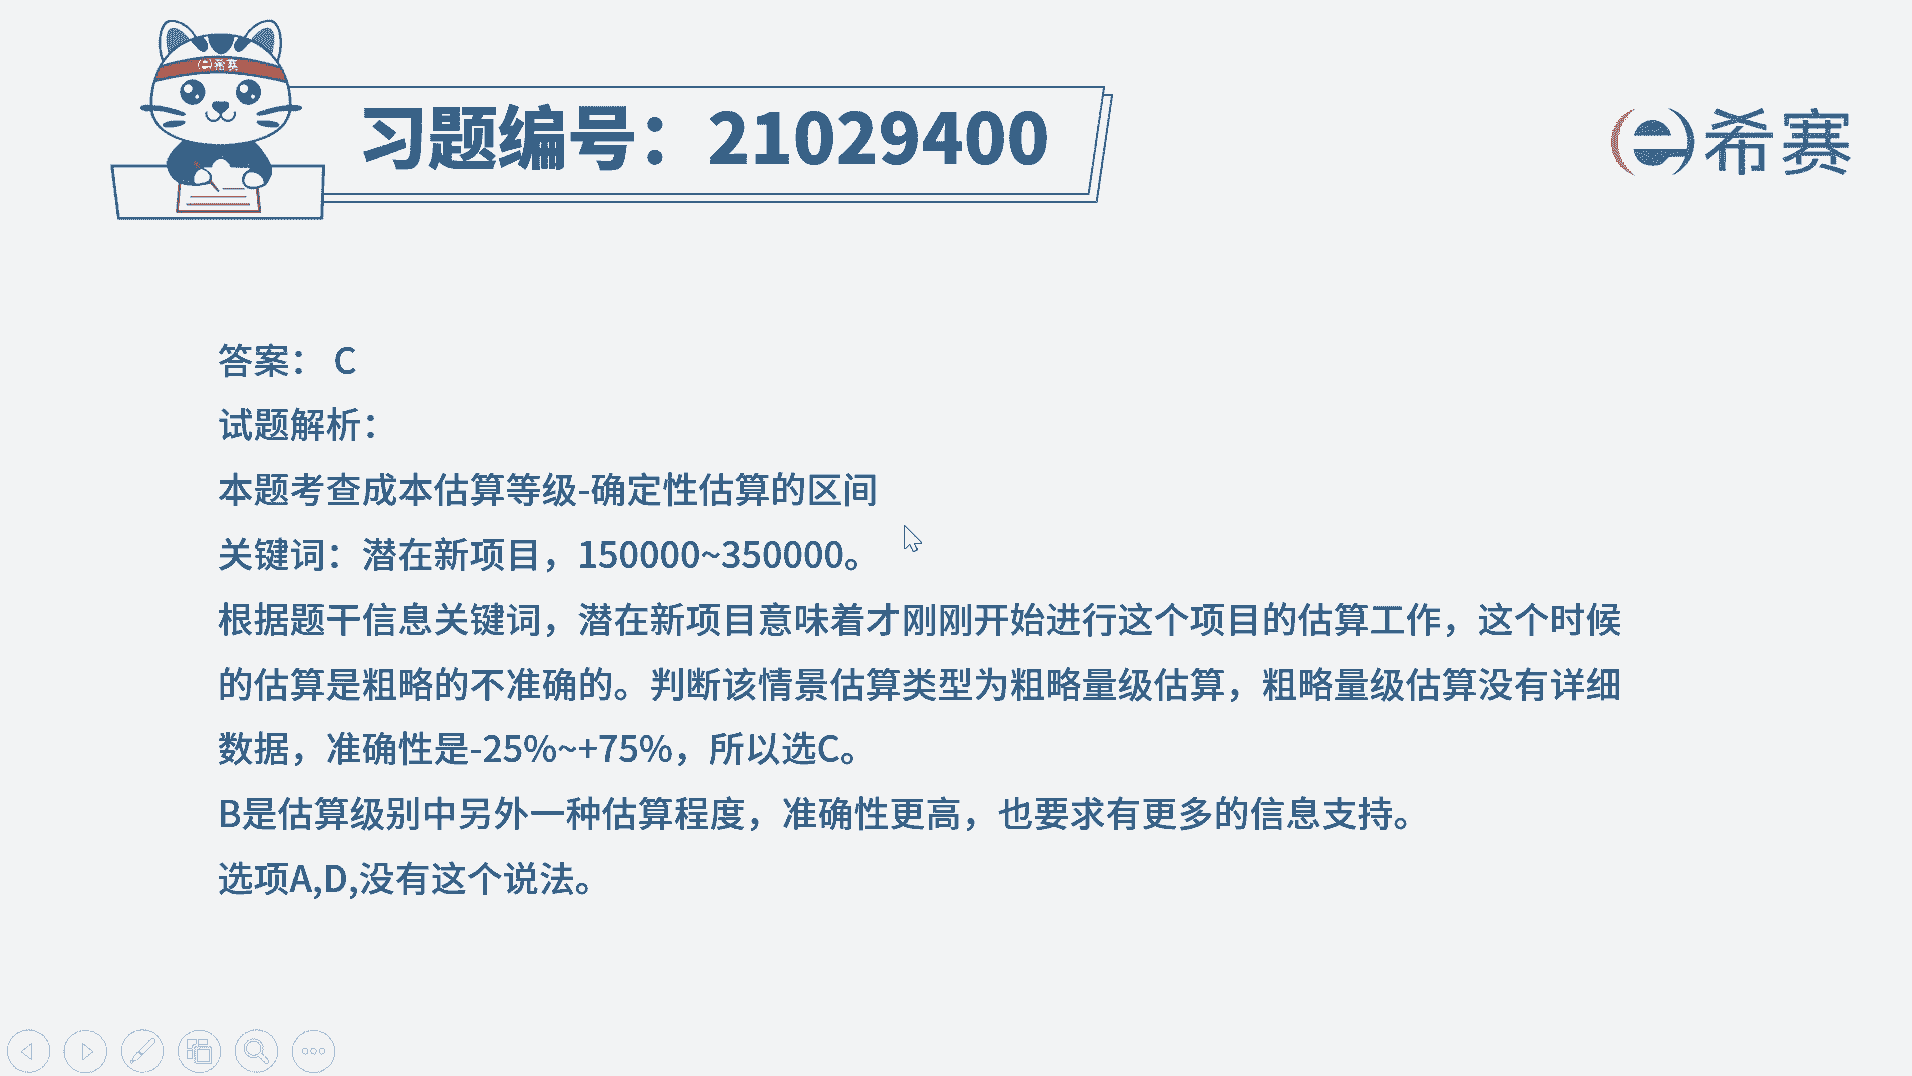 e希赛
习题编号：21029400
e希赛
答案： C
试题解析：
本题考查成本估算等级-确定性估算的区间
关键词：潜在新项目，150000~350000。
根据题干信息关键词，潜在新项目意味着才刚刚开始进行这个项目的估算工作，这个时候
的估算是粗略的不准确的。判断该情景估算类型为粗略量级估算，粗略量级估算没有详细
数据，准确性是-25%~+75%，所以选C。
B是估算级别中另外一种估算程度，准确性更高，也要求有更多的信息支持。
选项A,D,没有这个说法。